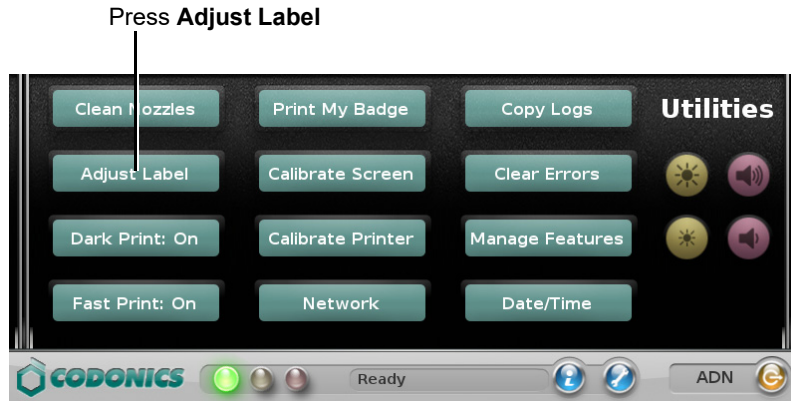 Press Adjust Label
Clean Nozzles Print My Badge Copy Logs Utilities
Adjust Label Calibrate Screen Clear Errors
Dark Print: On Calibrate Printer Manage Features
Fast Print: On Network Date/Time
CODONICS Ready i ADN